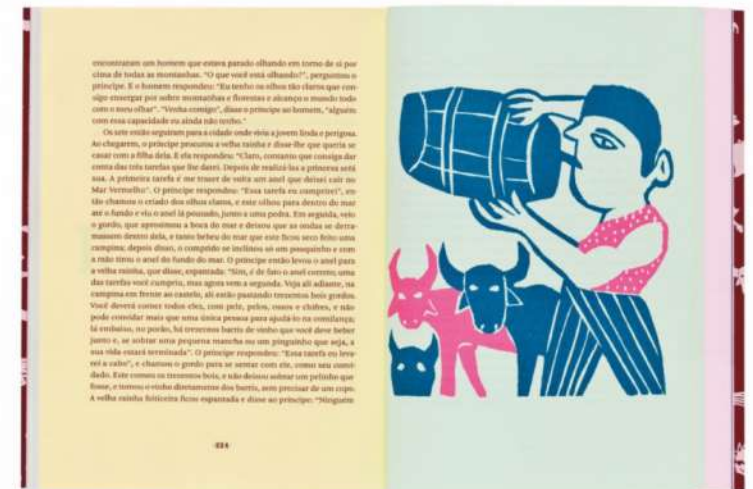 encontraram um homem que estava parado olhando em torno de si por
cima de todas as montanhas. "O que você está olhando?", perguntou o
príncipe. E o homem respondeu: "Eu tenho os olhos tão claros que con-
sigo enxergar por sobre montanhas e florestas e alcanço o mundo todo
com o meu olhar". "Venha comigo", disse o príncipe ao homem, "alguém
com essa capacidade eu ainda não tenho."
Os sete então seguiram para a cidade onde vivia a jovem linda e perigosa.
Ao chegarem, o príncipe procurou a velha rainha e disse-lhe que queria se
casar com a filha dela. E ela respondeu: "Claro, contanto que consiga dar
conta das três tarefas que lhe darei. Depois de realizá-los a princesa será
sua. A primeira tarefa é me trazer de volta um anel que deixei cair no
Mar Vermelho". O príncipe respondeu: "Essa tarefa eu cumprirei", en-
tão chamou o criado dos olhos claros, e este olhou para dentro do mar
até o fundo e viu o anel lá pousado, junto a uma pedra. Em seguida, veio
o gordo, que aproximou a boca do mar e deixou que as ondas se derra-
massem dentro dela, e tanto bebeu do mar que este ficou seco feito uma
campina; depois disso, o comprido se inclinou só um pouquinho e com
a mão tirou o anel do fundo do mar. O príncipe então levou o anel para
a velha rainha, que disse, espantada: "Sim, é de fato o anel correto; uma
das tarefas você cumpriu, mas agora vem a segunda. Veja ali adiante, na
campina em frente ao castelo, ali estão pastando trezentos bois gordos.
Você deverá comer todos eles, com pele, pelos, ossos e chifres, e não
pode convidar mais que uma única pessoa para ajudá-lo na comilança;
lá embaixo, no porão, há trezentos barris de vinho que você deve beber
junto e, se sobrar uma pequena mancha ou um pinguinho que seja, a
sua vida estará terminada". O príncipe respondeu: "Essa tarefa eu leva-
rei a cabo", e chamou o gordo para se sentar com ele, como seu convi-
dado. Este comeu os trezentos bois, e não deixou sobrar um pelinho que
fosse, e tomou o vinho diretamente dos barris, sem precisar de um copo.
A velha rainha feiticeira ficou espantada e disse ao príncipe: "Ninguém